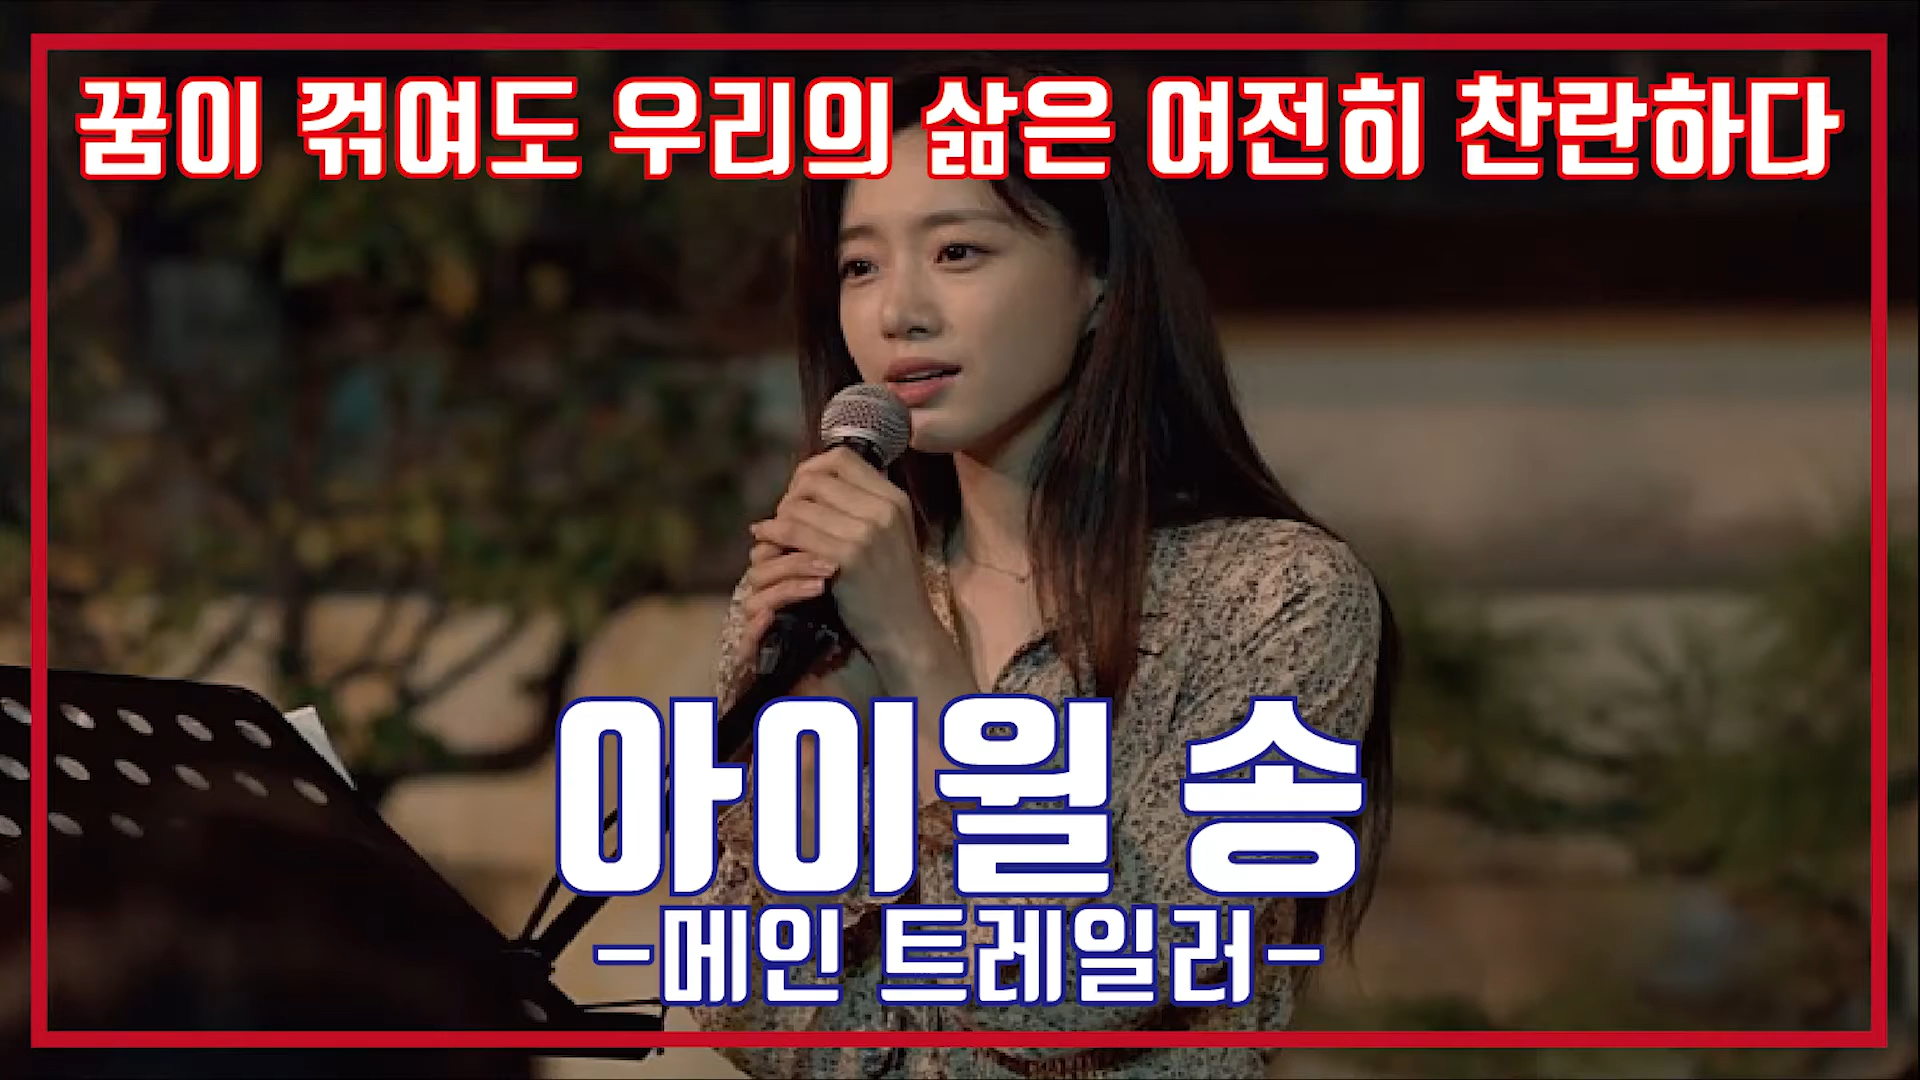 꿈이 꺾여도 우리의 삶은 여전히 찬란하다
아이윌 송
-메인 트레일러-